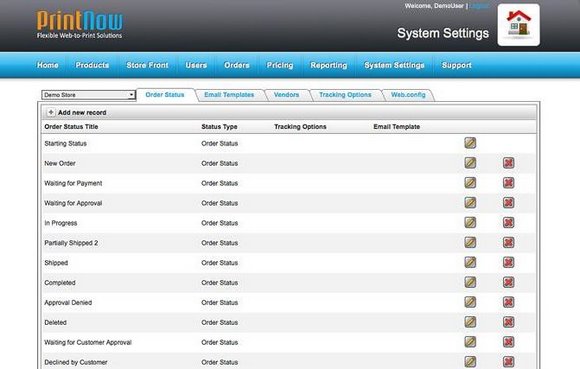 Welcome, DemoUser | Logout
PrintNow
Flexible Web-to-Print Solutions
System Settings
Home Products Store Front Users Orders Pricing Reporting System Settings Support
Demo Store Order Status Email Templates Vendors Tracking Options Web.config
Add new record
Order Status Title Status Type Tracking Options Email Template
Starting Status Order Status
New Order Order Status
Waiting for Payment Order Status
Waiting for Approval Order Status
In Progress Order Status
Partially Shipped 2 Order Status
Shipped Order Status
Completed Order Status
Approval Denied Order Status
Deleted Order Status
Waiting for Customer Approval Order Status
Declined by Customer Order Status